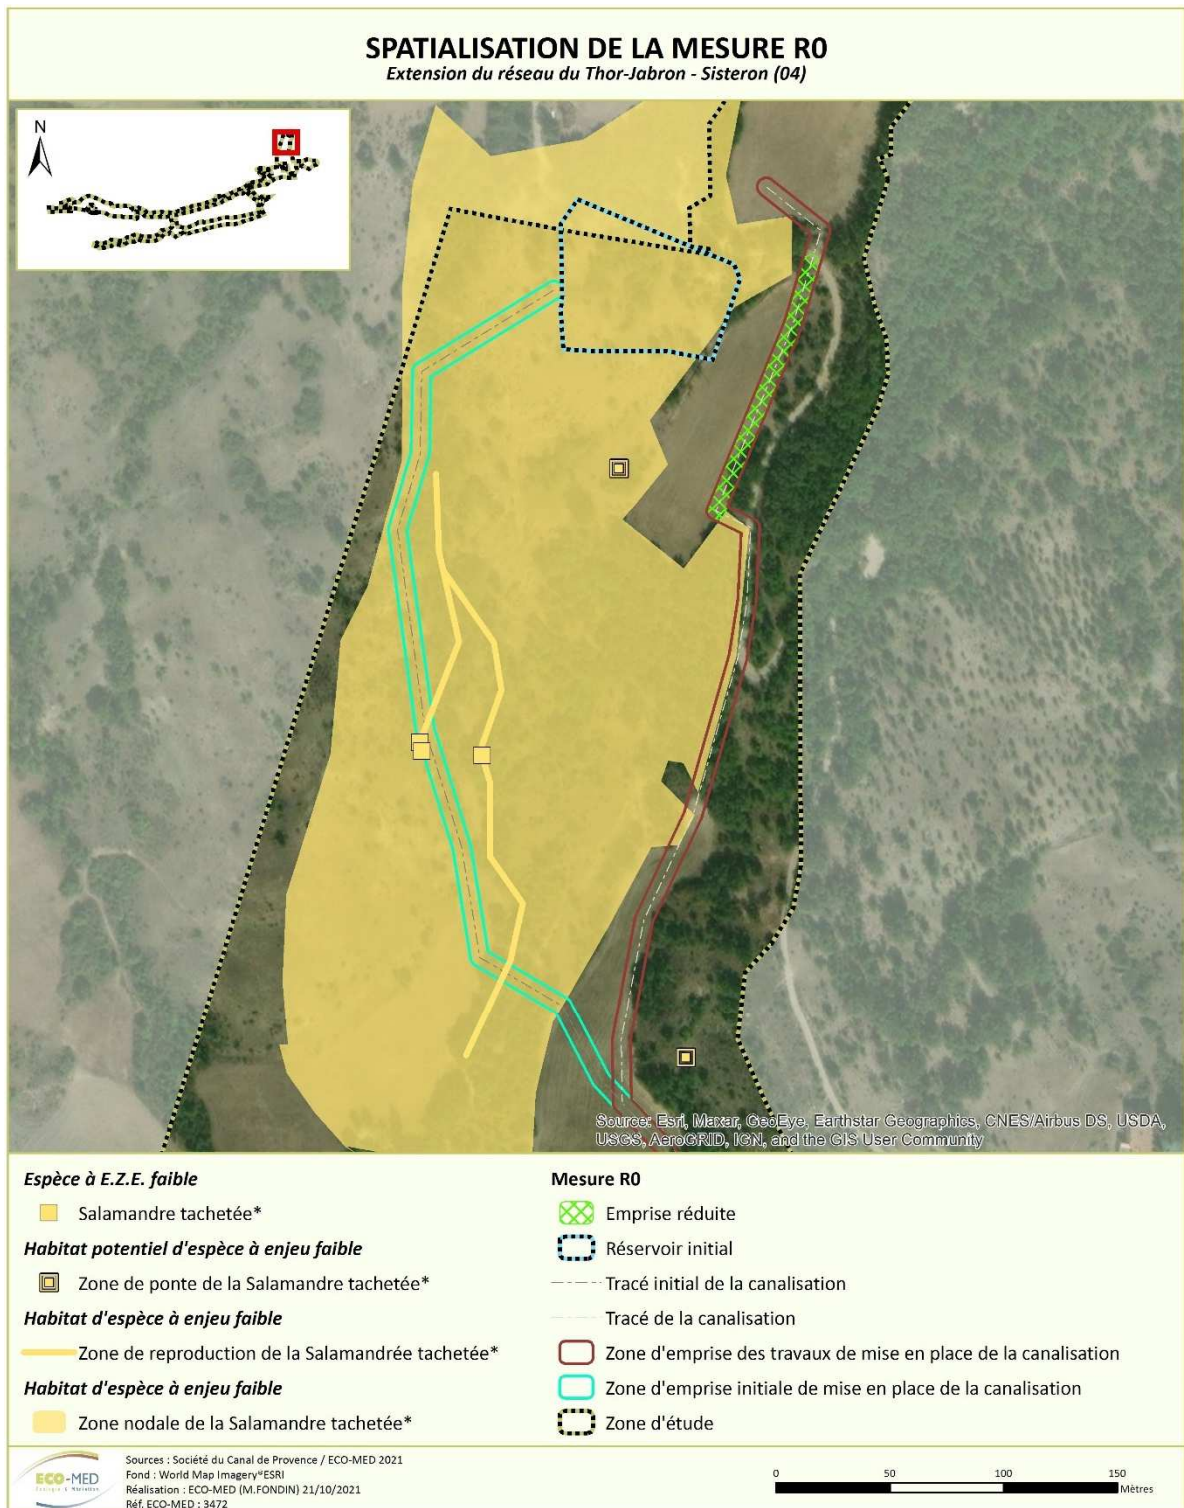 SPATIALISATION DE LA MESURE R0
Extension du réseau du Thor-Jabron - Sisteron (04)
N
Source: Esri, Maxar, GeoEye, Earthstar Geographics, CNES/Airbus DS, USDA,
USGS, AeroGRID, IGN, and the GIS User Community
Espèce à E.Z.E. faible
Salamandre tachetée*
Habitat potentiel d'espèce à enjeu faible
Zone de ponte de la Salamandre tachetée*
Habitat d'espèce à enjeu faible
Zone de reproduction de la Salamandrée tachetée*
Habitat d'espèce à enjeu faible
Zone nodale de la Salamandre tachetée*
Mesure R0
Emprise réduite
Réservoir initial
Tracé initial de la canalisation
Tracé de la canalisation
Zone d'emprise des travaux de mise en place de la canalisation
Zone d'emprise initiale de mise en place de la canalisation
Zone d'étude
ECO-MED
Ecologie & Médiation
Sources : Société du Canal de Provence / ECO-MED 2021
Fond : World Map Imagery®ESRI
Réalisation : ECO-MED (M.FONDIN) 21/10/2021
Réf. ECO-MED : 3472
0 50 100 150
Mètres